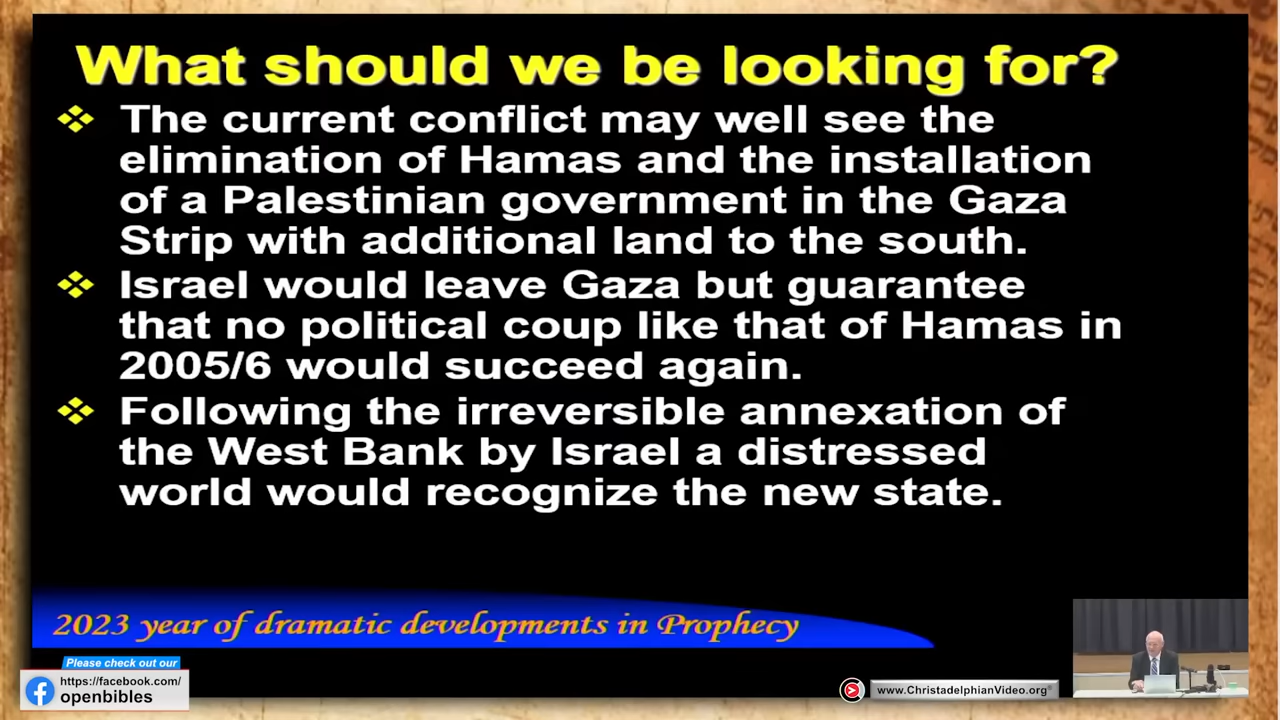 What should we be looking for?
The current conflict may well see the
elimination of Hamas and the installation
of a Palestinian government in the Gaza
Strip with additional land to the south.
Israel would leave Gaza but guarantee
that no political coup like that of Hamas in
2005/6 would succeed again.
Following the irreversible annexation of
the West Bank by Israel a distressed
world would recognize the new state.
2023 year of dramatic developments in Prophecy
Please check out our
https://facebook.com/
openbibles
www.ChristadelphianVideo.org